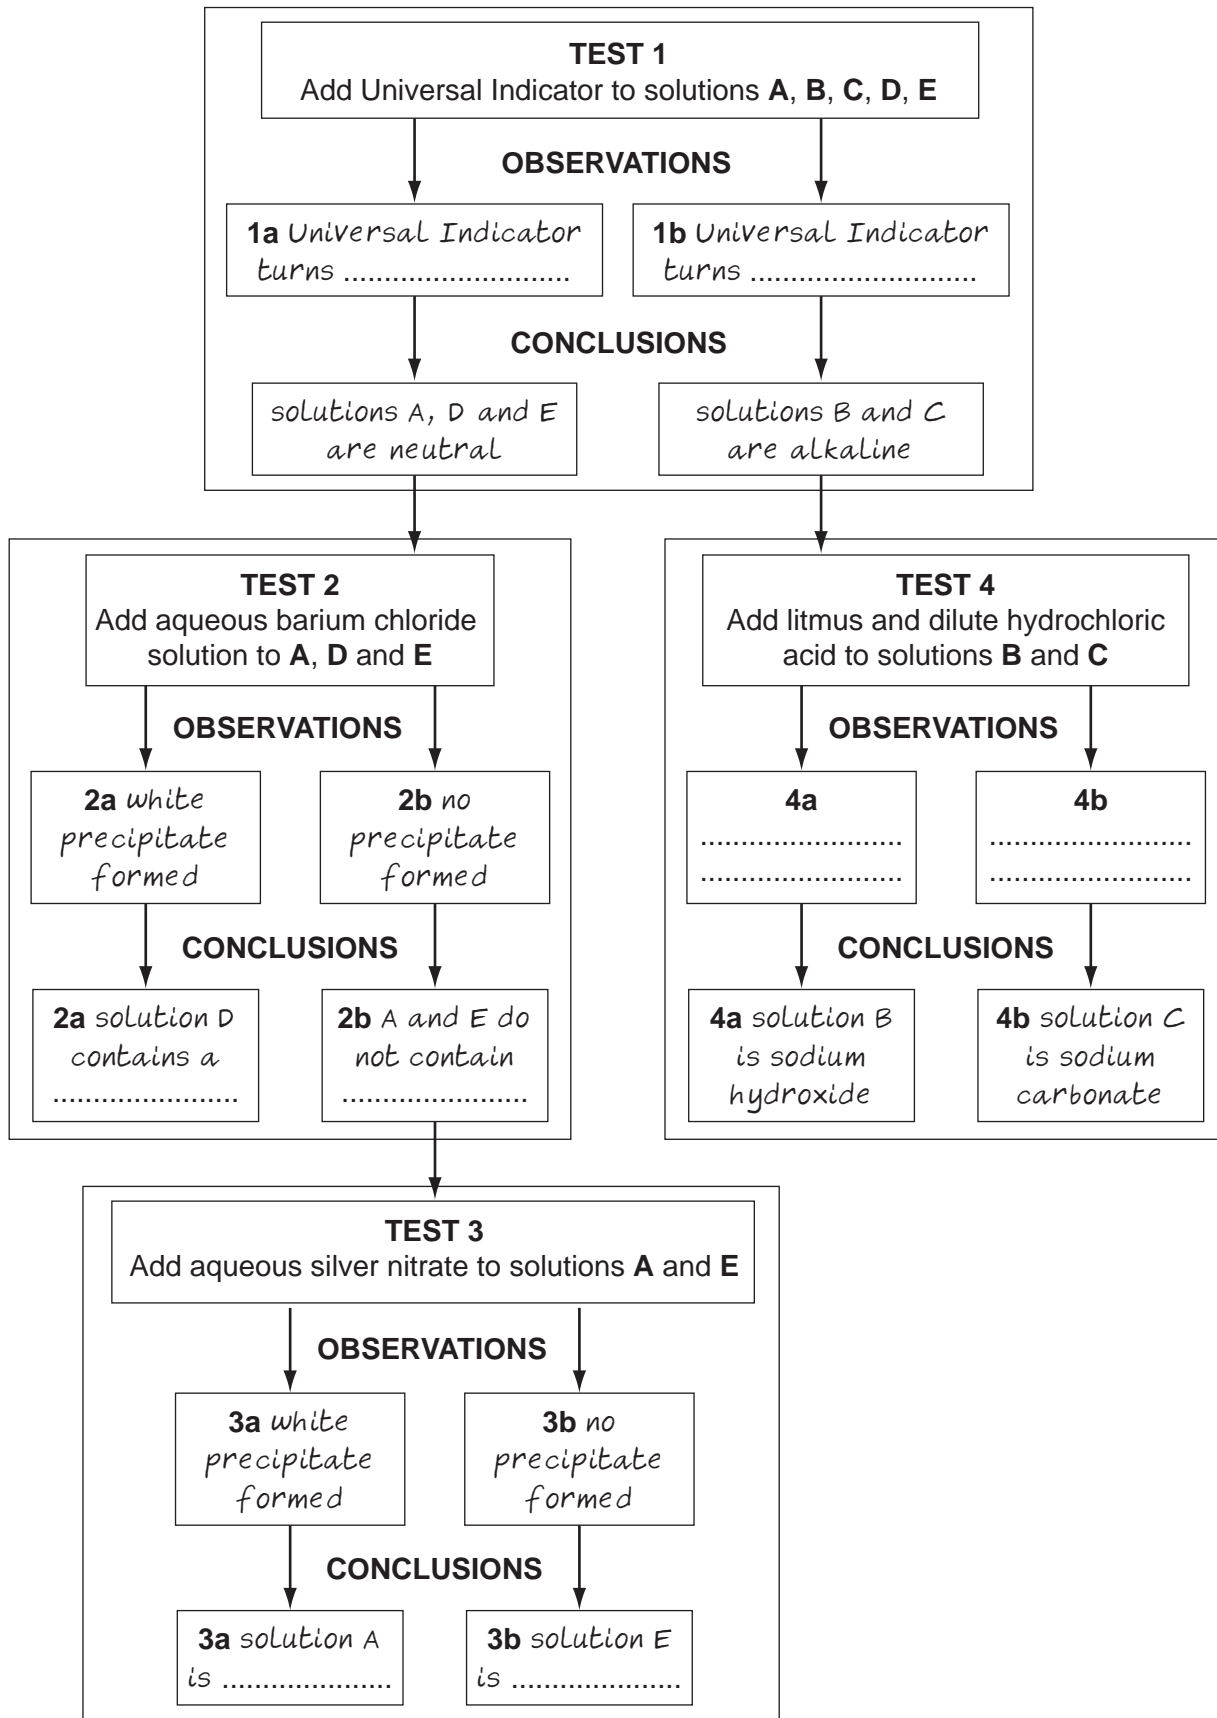 TEST 1
Add Universal Indicator to solutions A, B, C, D, E
OBSERVATIONS
1a Universal Indicator
turns ............................
1b Universal Indicator
turns ............................
CONCLUSIONS
solutions A, D and E
are neutral
solutions B and C
are alkaline
TEST 2
Add aqueous barium chloride
solution to A, D and E
OBSERVATIONS
2a white
precipitate
formed
2b no
precipitate
formed
CONCLUSIONS
2a solution D
contains a
.......................
2b A and E do
not contain
.......................
TEST 4
Add litmus and dilute hydrochloric
acid to solutions B and C
OBSERVATIONS
4a
.........................
.........................
4b
.........................
.........................
CONCLUSIONS
4a solution B
is sodium
hydroxide
4b solution C
is sodium
carbonate
TEST 3
Add aqueous silver nitrate to solutions A and E
OBSERVATIONS
3a white
precipitate
formed
3b no
precipitate
formed
CONCLUSIONS
3a solution A
is .....................
3b solution E
is .....................